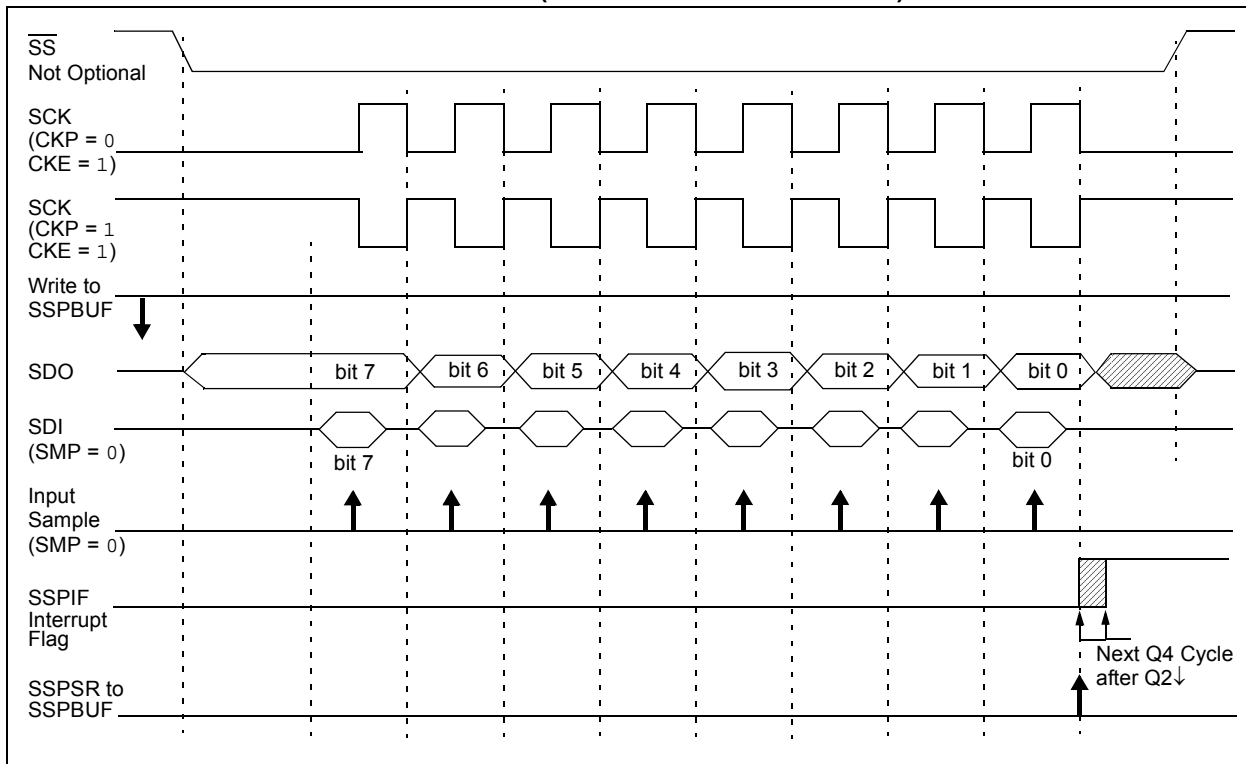 SS
Not Optional
SCK
(CKP = 0
CKE = 1)
SCK
(CKP = 1
CKE = 1)
Write to
SSPBUF
SDO
bit 7
bit 6
bit 5
bit 4
bit 3
bit 2
bit 1
bit 0
SDI
(SMP = 0)
bit 7
bit 0
Input
Sample
(SMP = 0)
SSPIF
Interrupt
Flag
Next Q4 Cycle
after Q2↓
SSPSR to
SSPBUF